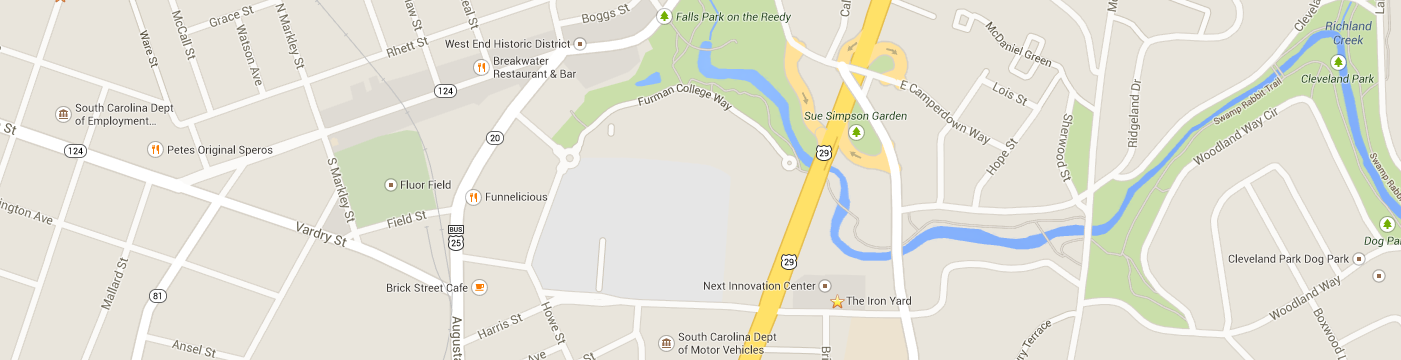 Grace St
McCall St
Ware St
Watson Ave
N Markley St
Rhett St
Boggs St
Falls Park on the Reedy
West End Historic District
Breakwater
Restaurant & Bar
124
South Carolina Dept
of Employment...
124
Petes Original Speros
20
Furman College Way
Sue Simpson Garden
29
E Camperdown Way
McDaniel Green
Lois St
Hope St
Sherwood St
Ridgeland Dr
Richland
Creek
Cleveland Park
Swamp Rabbit Trail
Woodland Way Cir
S Markley St
Fluor Field
Field St
Funnelicious
Vardry St
BUS
25
Brick Street Cafe
Mallard St
81
Ansel St
Harris St
Howe St
Augusta
29
Next Innovation Center
The Iron Yard
South Carolina Dept
of Motor Vehicles
Cleveland Park Dog Park
Woodland Way